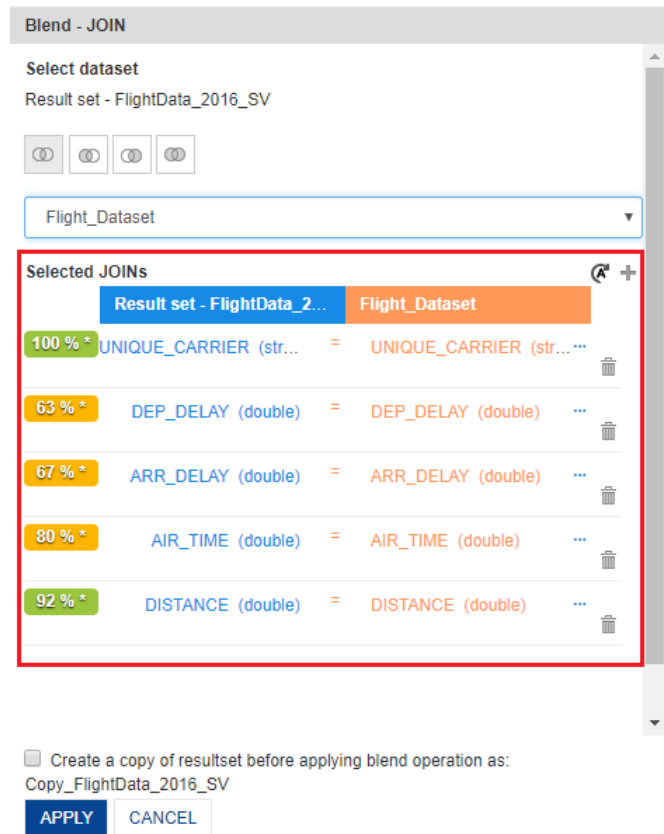 Blend - JOIN
Select dataset
Result set - FlightData_2016_SV
Flight_Dataset
Selected JOINs
Result set - FlightData_2... Flight_Dataset
100 % * UNIQUE_CARRIER (str... = UNIQUE_CARRIER (str... ...
63 % * DEP_DELAY (double) = DEP_DELAY (double) ...
67 % * ARR_DELAY (double) = ARR_DELAY (double) ...
80 % * AIR_TIME (double) = AIR_TIME (double) ...
92 % * DISTANCE (double) = DISTANCE (double) ...
Create a copy of resultset before applying blend operation as:
Copy_FlightData_2016_SV
APPLY CANCEL